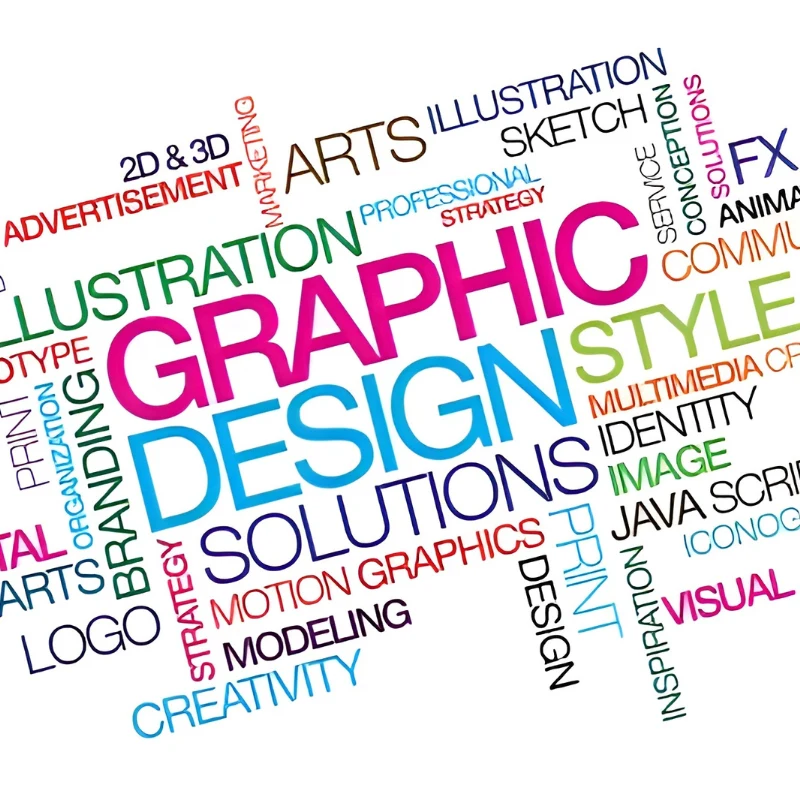 ILLUSTRATION
SKETCH
ARTS
MARKETING
2D & 3D
ADVERTISEMENT
PROFESSIONAL
STRATEGY
SERVICE
CONCEPTION
SOLUTIONS
FX
ANIMA
COMMU
LLUSTRATION
GRAPHIC
STYLE
DESIGN
OTYPE
PRINT
ORGANIZATION
BRANDING
MULTIMEDIA
CR
IDENTITY
IMAGE
JAVA SCRI
ICONOG
SOLUTIONS
TAL
ARTS
LOGO
STRATEGY
MOTION GRAPHICS
MODELING
CREATIVITY
DESIGN
PRINT
INSPIRATION
VISUAL